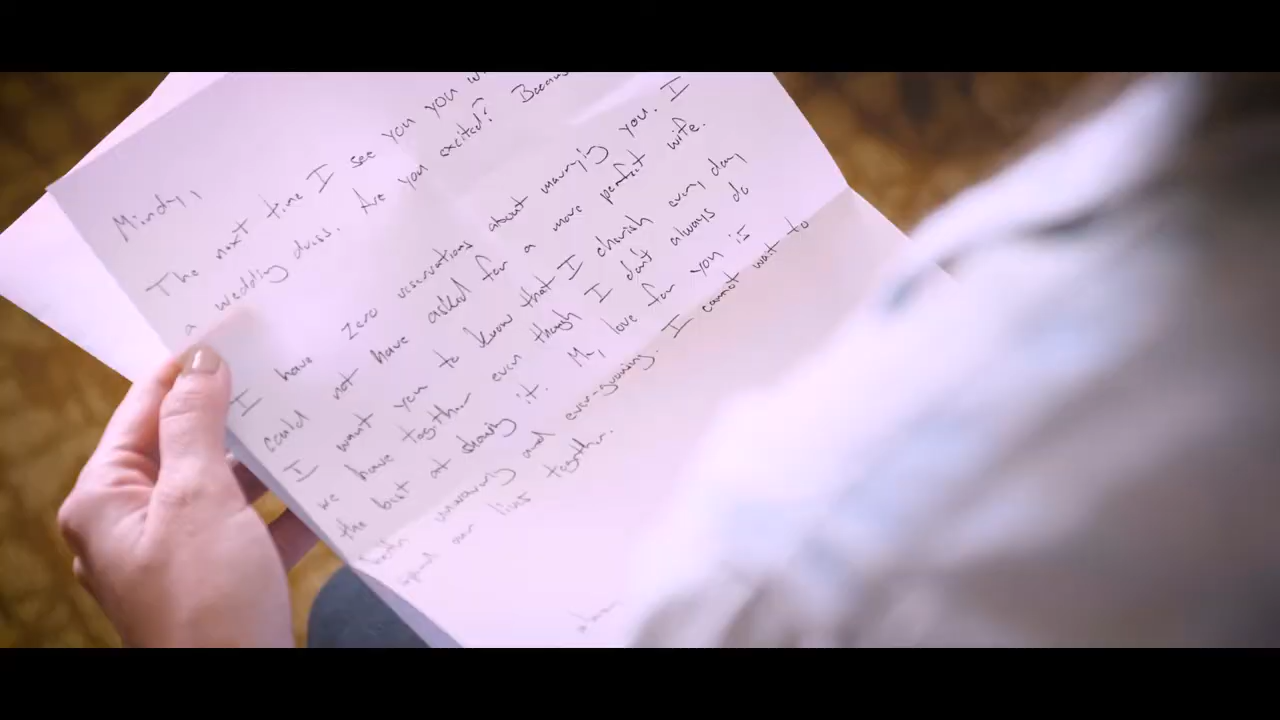 Mindy,
The next time I see you you w
a wedding dress. Are you excited? Becau
I have zero reservations about marrying you. I
could not have asked for a more perfect wife.
I want you to know that I cherish every day
we have together even though I don't always do
the best at showing it. My love for you is
both unwavering and ever-growing. I cannot wait to
spend our lives together.